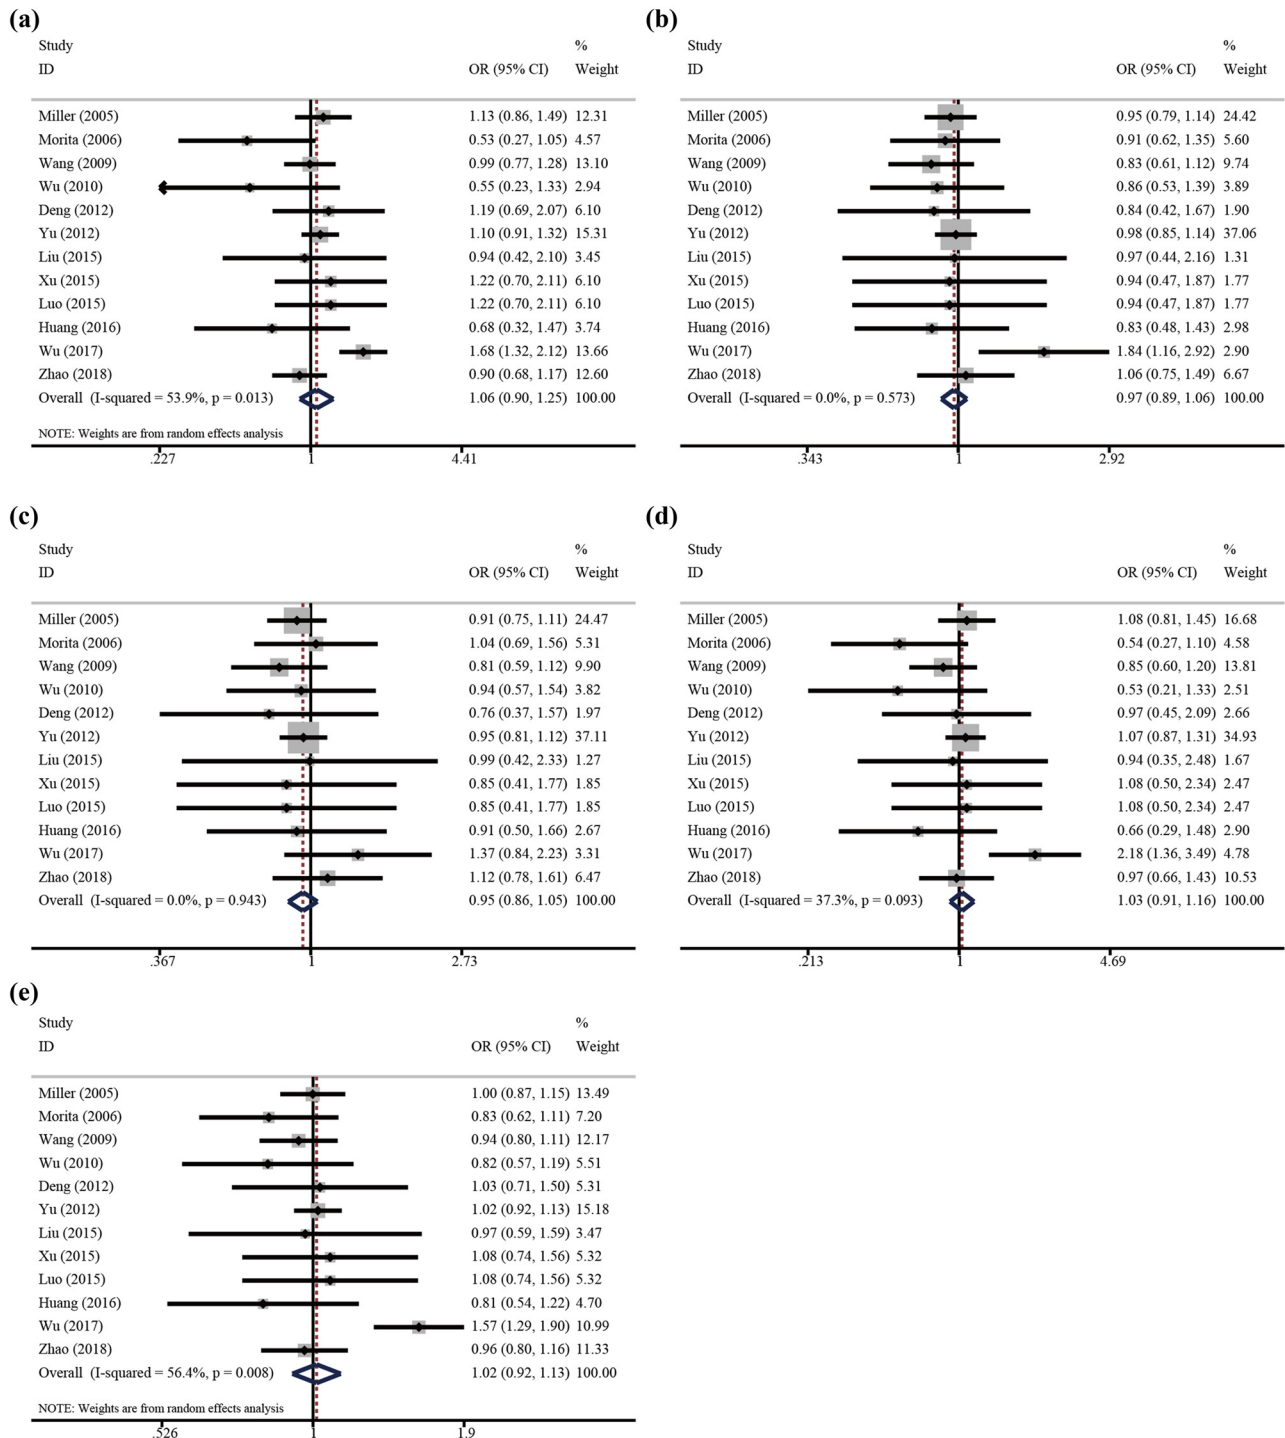 (a)
Study %
ID OR (95% CI) Weight
Miller (2005) 1.13 (0.86, 1.49) 12.31
Morita (2006) 0.53 (0.27, 1.05) 4.57
Wang (2009) 0.99 (0.77, 1.28) 13.10
Wu (2010) 0.55 (0.23, 1.33) 2.94
Deng (2012) 1.19 (0.69, 2.07) 6.10
Yu (2012) 1.10 (0.91, 1.32) 15.31
Liu (2015) 0.94 (0.42, 2.10) 3.45
Xu (2015) 1.22 (0.70, 2.11) 6.10
Luo (2015) 1.22 (0.70, 2.11) 6.10
Huang (2016) 0.68 (0.32, 1.47) 3.74
Wu (2017) 1.68 (1.32, 2.12) 13.66
Zhao (2018) 0.90 (0.68, 1.17) 12.60
Overall (I-squared = 53.9%, p = 0.013) 1.06 (0.90, 1.25) 100.00
NOTE: Weights are from random effects analysis
.227 1 4.41
(b)
Study %
ID OR (95% CI) Weight
Miller (2005) 0.95 (0.79, 1.14) 24.42
Morita (2006) 0.91 (0.62, 1.35) 5.60
Wang (2009) 0.83 (0.61, 1.12) 9.74
Wu (2010) 0.86 (0.53, 1.39) 3.89
Deng (2012) 0.84 (0.42, 1.67) 1.90
Yu (2012) 0.98 (0.85, 1.14) 37.06
Liu (2015) 0.97 (0.44, 2.16) 1.31
Xu (2015) 0.94 (0.47, 1.87) 1.77
Luo (2015) 0.94 (0.47, 1.87) 1.77
Huang (2016) 0.83 (0.48, 1.43) 2.98
Wu (2017) 1.84 (1.16, 2.92) 2.90
Zhao (2018) 1.06 (0.75, 1.49) 6.67
Overall (I-squared = 0.0%, p = 0.573) 0.97 (0.89, 1.06) 100.00
.343 1 2.92
(c)
Study %
ID OR (95% CI) Weight
Miller (2005) 0.91 (0.75, 1.11) 24.47
Morita (2006) 1.04 (0.69, 1.56) 5.31
Wang (2009) 0.81 (0.59, 1.12) 9.90
Wu (2010) 0.94 (0.57, 1.54) 3.82
Deng (2012) 0.76 (0.37, 1.57) 1.97
Yu (2012) 0.95 (0.81, 1.12) 37.11
Liu (2015) 0.99 (0.42, 2.33) 1.27
Xu (2015) 0.85 (0.41, 1.77) 1.85
Luo (2015) 0.85 (0.41, 1.77) 1.85
Huang (2016) 0.91 (0.50, 1.66) 2.67
Wu (2017) 1.37 (0.84, 2.23) 3.31
Zhao (2018) 1.12 (0.78, 1.61) 6.47
Overall (I-squared = 0.0%, p = 0.943) 0.95 (0.86, 1.05) 100.00
.367 1 2.73
(d)
Study %
ID OR (95% CI) Weight
Miller (2005) 1.08 (0.81, 1.45) 16.68
Morita (2006) 0.54 (0.27, 1.10) 4.58
Wang (2009) 0.85 (0.60, 1.20) 13.81
Wu (2010) 0.53 (0.21, 1.33) 2.51
Deng (2012) 0.97 (0.45, 2.09) 2.66
Yu (2012) 1.07 (0.87, 1.31) 34.93
Liu (2015) 0.94 (0.35, 2.48) 1.67
Xu (2015) 1.08 (0.50, 2.34) 2.47
Luo (2015) 1.08 (0.50, 2.34) 2.47
Huang (2016) 0.66 (0.29, 1.48) 2.90
Wu (2017) 2.18 (1.36, 3.49) 4.78
Zhao (2018) 0.97 (0.66, 1.43) 10.53
Overall (I-squared = 37.3%, p = 0.093) 1.03 (0.91, 1.16) 100.00
.213 1 4.69
(e)
Study %
ID OR (95% CI) Weight
Miller (2005) 1.00 (0.87, 1.15) 13.49
Morita (2006) 0.83 (0.62, 1.11) 7.20
Wang (2009) 0.94 (0.80, 1.11) 12.17
Wu (2010) 0.82 (0.57, 1.19) 5.51
Deng (2012) 1.03 (0.71, 1.50) 5.31
Yu (2012) 1.02 (0.92, 1.13) 15.18
Liu (2015) 0.97 (0.59, 1.59) 3.47
Xu (2015) 1.08 (0.74, 1.56) 5.32
Luo (2015) 1.08 (0.74, 1.56) 5.32
Huang (2016) 0.81 (0.54, 1.22) 4.70
Wu (2017) 1.57 (1.29, 1.90) 10.99
Zhao (2018) 0.96 (0.80, 1.16) 11.33
Overall (I-squared = 56.4%, p = 0.008) 1.02 (0.92, 1.13) 100.00
NOTE: Weights are from random effects analysis
.526 1 1.9